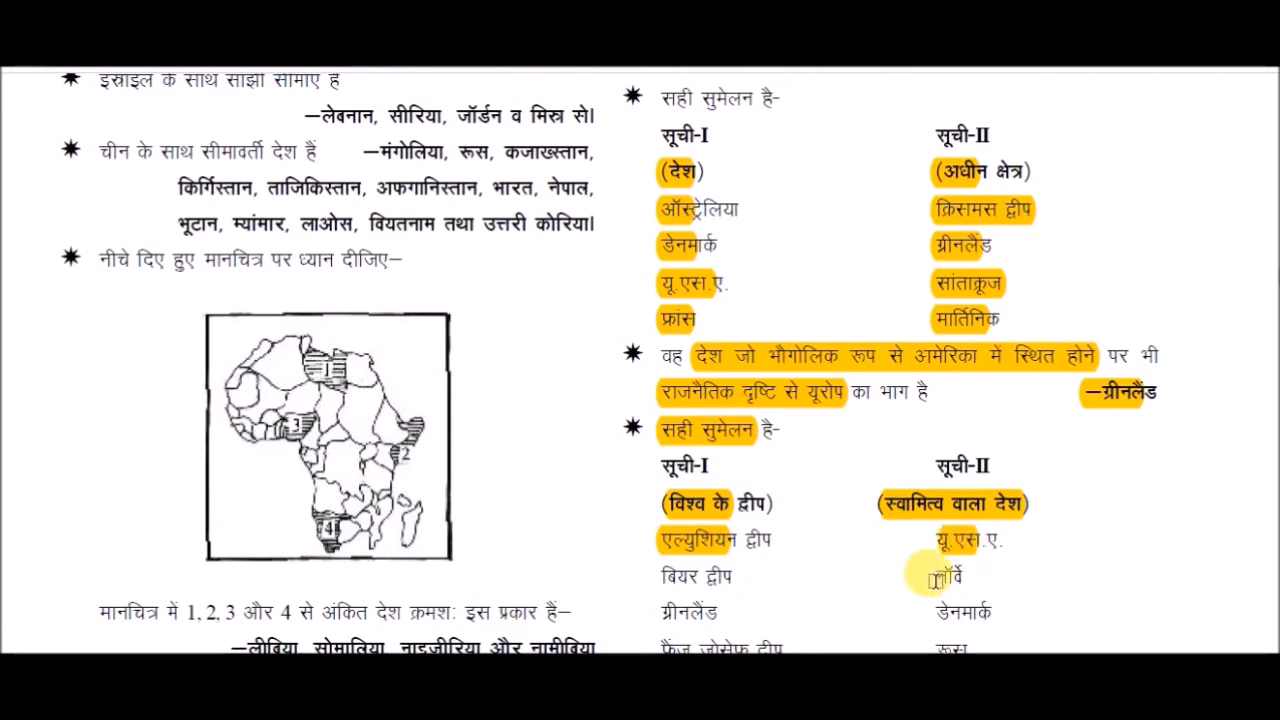 ✷ इस्राइल के साथ साझी सीमाएं हैं
—लेबनान, सीरिया, जॉर्डन व मिस्र से।
✷ चीन के साथ सीमावर्ती देश हैं —मंगोलिया, रूस, कजाख्स्तान,
किर्गिस्तान, ताजिकिस्तान, अफगानिस्तान, भारत, नेपाल,
भूटान, म्यांमार, लाओस, वियतनाम तथा उत्तरी कोरिया।
✷ नीचे दिए हुए मानचित्र पर ध्यान दीजिए—
1
3
2
4
मानचित्र में 1, 2, 3 और 4 से अंकित देश क्रमश: इस प्रकार हैं—
—लीबिया, सोमालिया, नाइजीरिया और नामीबिया
✷ सही सुमेलन है-
सूची-I सूची-II
(देश) (अधीन क्षेत्र)
ऑस्ट्रेलिया क्रिसमस द्वीप
डेनमार्क ग्रीनलैंड
यू.एस.ए. सांताक्रूज
फ्रांस मार्तिनिक
✷ वह देश जो भौगोलिक रूप से अमेरिका में स्थित होने पर भी
राजनैतिक दृष्टि से यूरोप का भाग है —ग्रीनलैंड
✷ सही सुमेलन है-
सूची-I सूची-II
(विश्व के द्वीप) (स्वामित्व वाला देश)
एल्युशियन द्वीप यू.एस.ए.
बियर द्वीप नॉर्वे
ग्रीनलैंड डेनमार्क
फ्रैंज जोसेफ द्वीप रूस